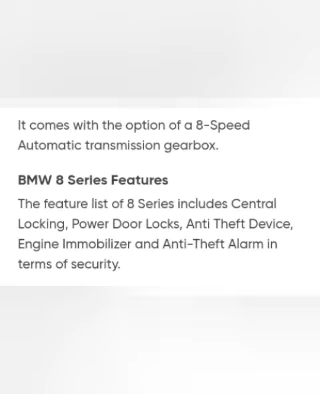 It comes with the option of a 8-Speed
Automatic transmission gearbox.
BMW 8 Series Features
The feature list of 8 Series includes Central
Locking, Power Door Locks, Anti Theft Device,
Engine Immobilizer and Anti-Theft Alarm in
terms of security.